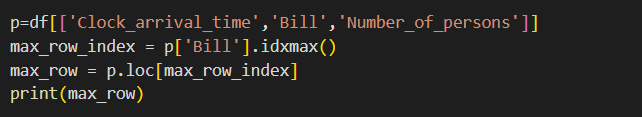 p=df[['Clock_arrival_time','Bill','Number_of_persons']]
max_row_index = p['Bill'].idxmax()
max_row = p.loc[max_row_index]
print(max_row)